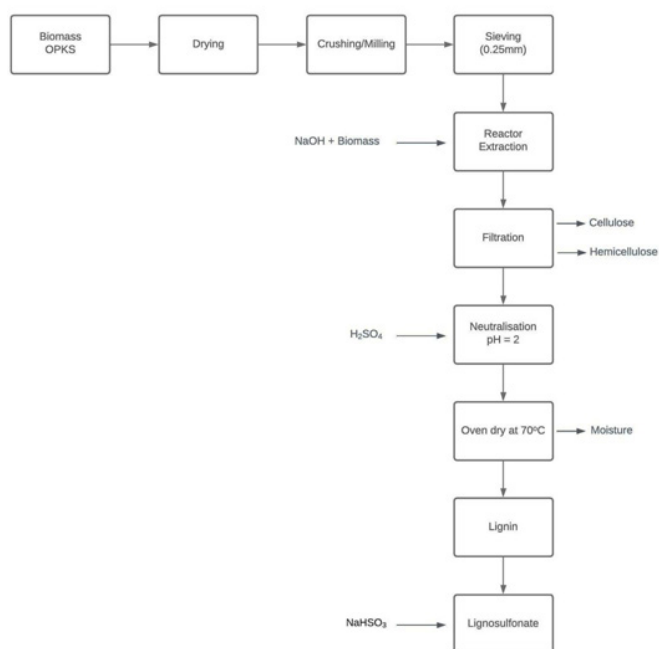 Biomass
OPKS
Drying
Crushing/Milling
Sieving
(0.25mm)
NaOH + Biomass
Reactor
Extraction
Filtration
Cellulose
Hemicellulose
H₂SO₄
Neutralisation
pH = 2
Oven dry at 70ºC
Moisture
Lignin
NaHSO₃
Lignosulfonate